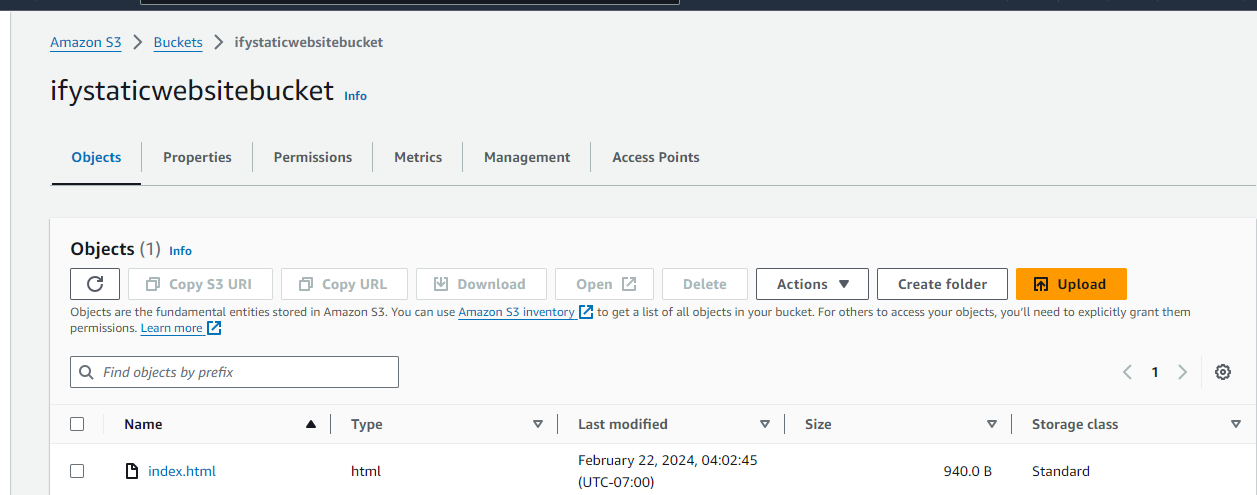 Amazon S3 > Buckets > ifystaticwebsitebucket
ifystaticwebsitebucket Info
Objects Properties Permissions Metrics Management Access Points
Objects (1) Info
Copy S3 URI Copy URL Download Open Delete Actions Create folder Upload
Objects are the fundamental entities stored in Amazon S3. You can use Amazon S3 inventory to get a list of all objects in your bucket. For others to access your objects, you'll need to explicitly grant them
permissions. Learn more
Find objects by prefix 1
Name Type Last modified Size Storage class
index.html html February 22, 2024, 04:02:45 940.0 B Standard
(UTC-07:00)